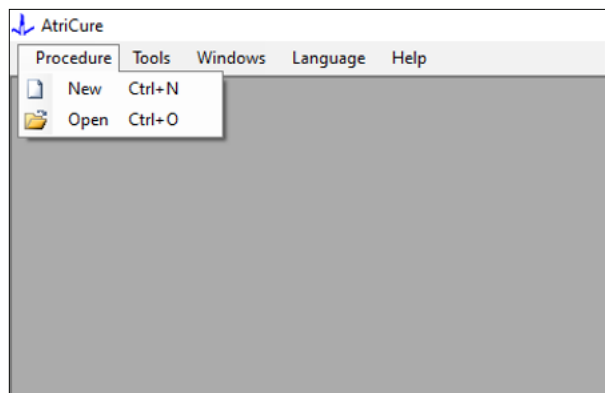 AtriCure
Procedure Tools Windows Language Help
New Ctrl+N
Open Ctrl+O